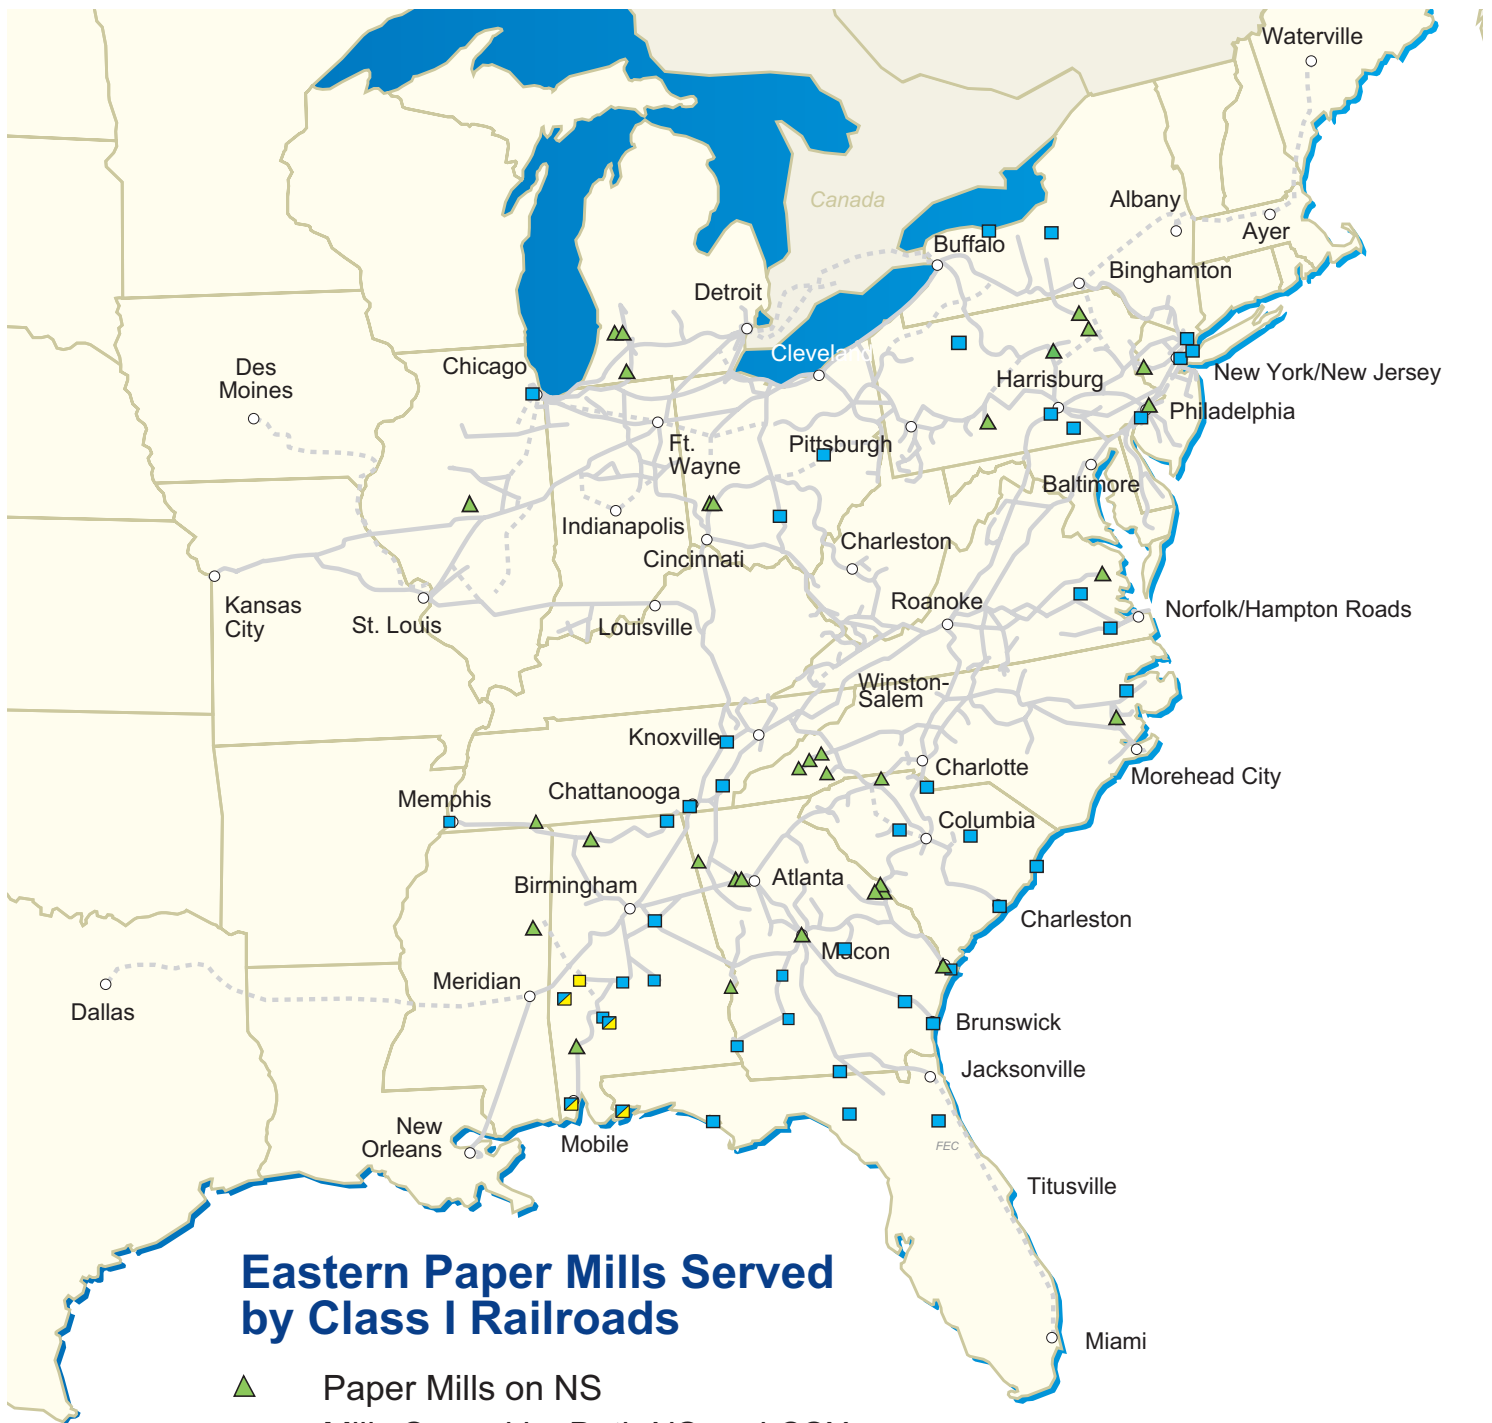 Waterville
Canada
Albany
Ayer
Buffalo
Binghamton
Detroit
Cleveland
Chicago
Des
Moines
Harrisburg
New York/New Jersey
Philadelphia
Ft.
Wayne
Pittsburgh
Baltimore
Indianapolis
Cincinnati
Charleston
Kansas
City
St. Louis
Louisville
Roanoke
Norfolk/Hampton Roads
Winston-
Salem
Knoxville
Charlotte
Morehead City
Chattanooga
Memphis
Columbia
Birmingham
Atlanta
Charleston
Macon
Meridian
Dallas
Brunswick
Jacksonville
New
Orleans
Mobile
FEC
Titusville
Miami
Eastern Paper Mills Served
by Class I Railroads
Paper Mills on NS